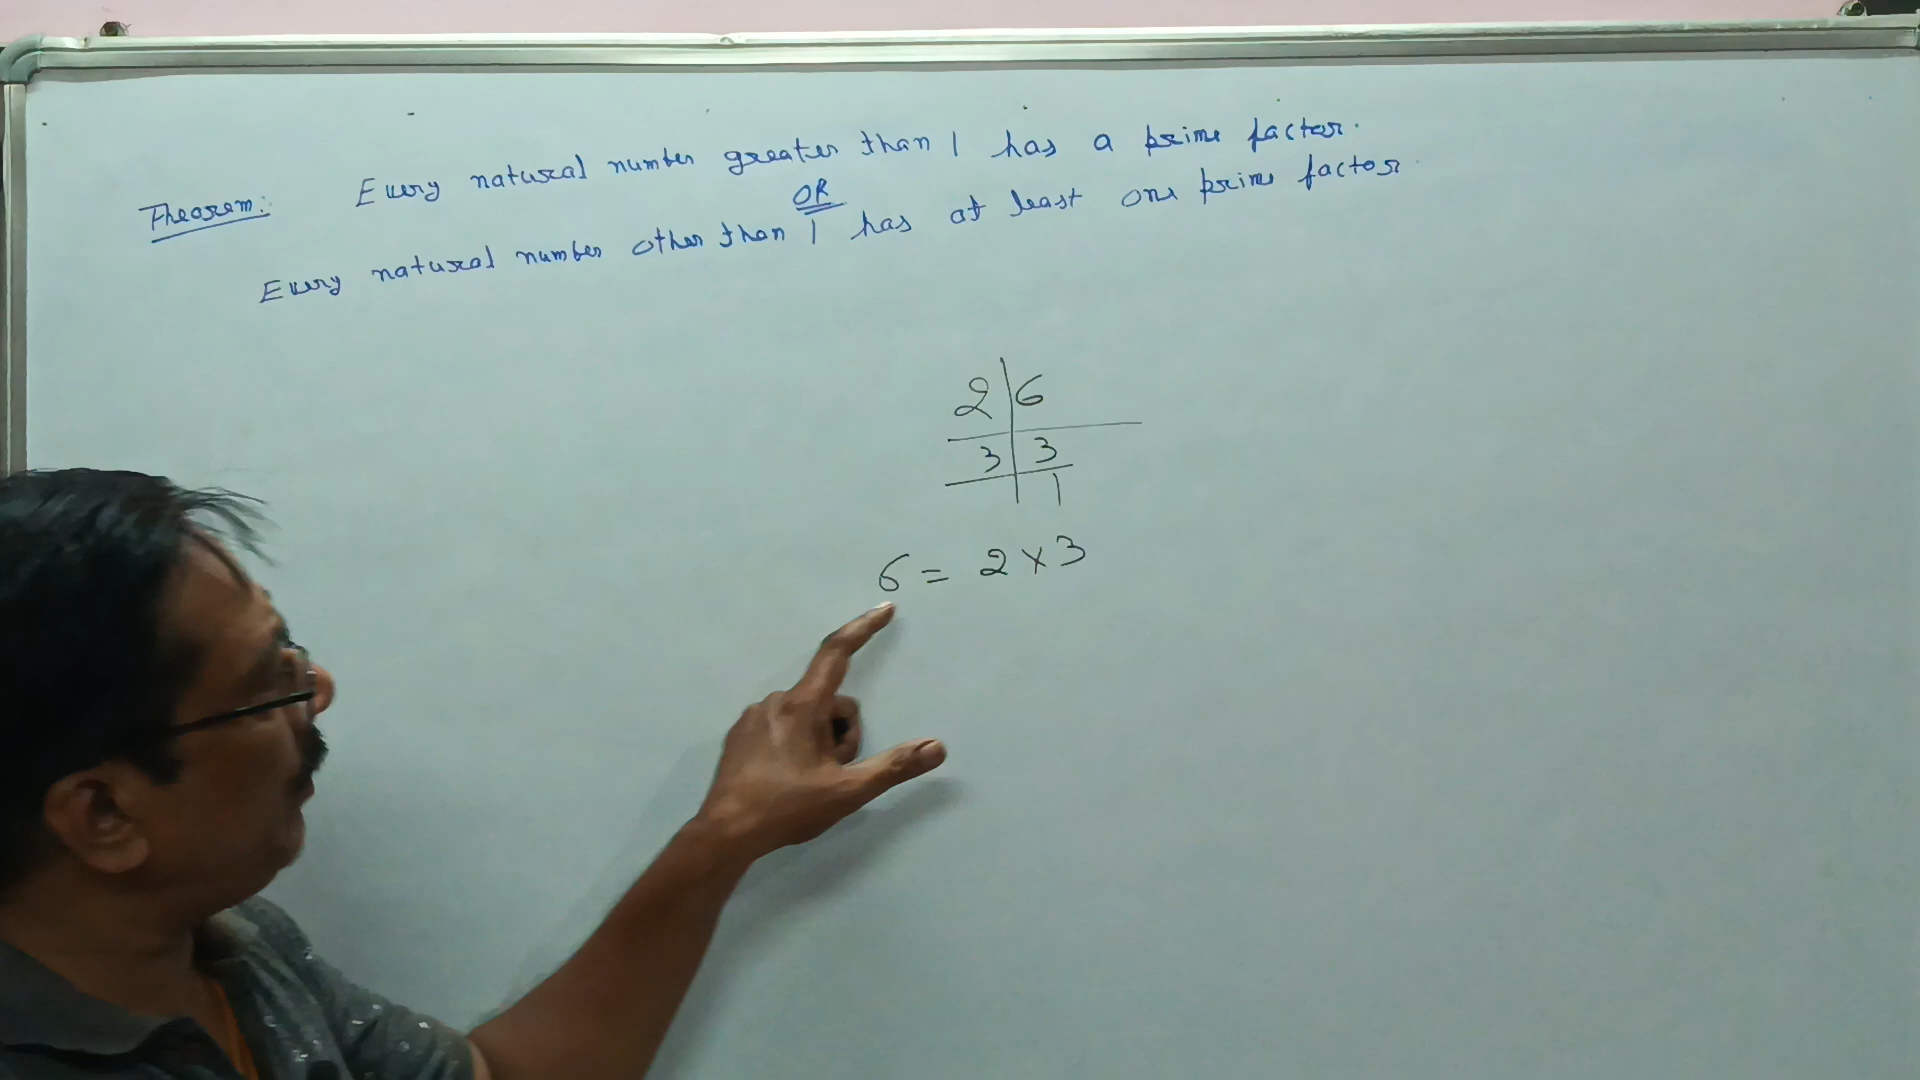 Theorem: Every natural number greater than 1 has a prime factor.
OR
Every natural number other than 1 has at least one prime factor.
2 | 6
3 | 3
| 1
6 = 2 × 3